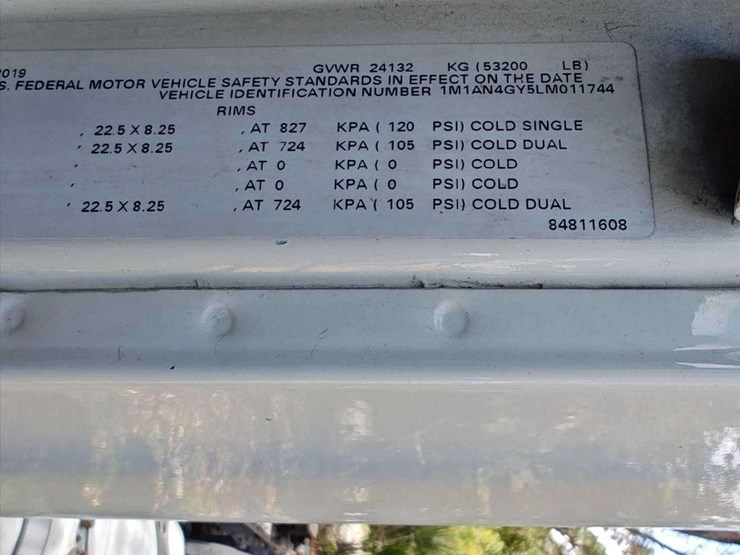 2019 GVWR 24132 KG (53200 LB)
S. FEDERAL MOTOR VEHICLE SAFETY STANDARDS IN EFFECT ON THE DATE
VEHICLE IDENTIFICATION NUMBER 1M1AN4GY5LM011744
RIMS
, 22.5 X 8.25 , AT 827 KPA ( 120 PSI) COLD SINGLE
, 22.5 X 8.25 , AT 724 KPA ( 105 PSI) COLD DUAL
, , AT 0 KPA ( 0 PSI) COLD
, , AT 0 KPA ( 0 PSI) COLD
, 22.5 X 8.25 , AT 724 KPA ( 105 PSI) COLD DUAL
84811608